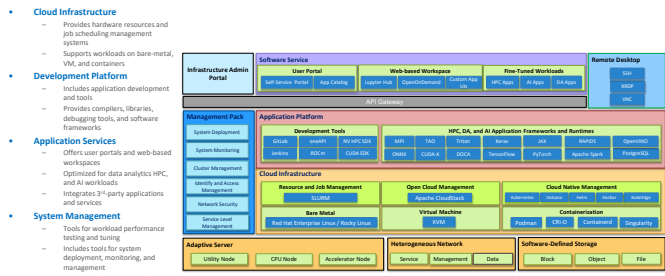 • Cloud Infrastructure
– Provides hardware resources and
job scheduling management
systems
– Supports workloads on bare-metal,
VM, and containers
• Development Platform
– Includes application development
and tools
– Provides compilers, libraries,
debugging tools, and software
frameworks
• Application Services
– Offers user portals and web-based
workspaces
– Optimized for data analytics HPC,
and AI workloads
– Integrates 3rd-party applications
and services
• System Management
– Tools for workload performance
testing and tuning
– Includes tools for system
deployment, monitoring, and
management
Infrastructure Admin
Portal
Software Service
User Portal
Self-Service Portal App Catalog
Web-based Workspace
Jupyter Hub OpenOnDemand Custom App
UIs
Fine-Tuned Workloads
HPC Apps AI Apps DA Apps
Remote Desktop
SSH
XRDP
VNC
API Gateway
Management Pack
System Deployment
System Monitoring
Cluster Management
Identify and Access
Management
Network Security
Service Level
Management
Application Platform
Development Tools
GitLab oneAPI NV HPC SDK
Jenkins ROCm CUDA SDK
HPC, DA, and AI Application Frameworks and Runtimes
MPI TAO Triton Keras JAX RAPIDS OpenVINO
ONNX CUDA-X DOCA TensorFlow PyTorch Apache Spark PostgreSQL
Cloud Infrastructure
Resource and Job Management
SLURM
Open Cloud Management
Apache CloudStack
Cloud Native Management
Kubernetes Volcano Helm Harbor KubeEdge
Bare Metal
Red Hat Enterprise Linux / Rocky Linux
Virtual Machine
KVM
Containerization
Podman CRI-O Containerd Singularity
Adaptive Server
Utility Node CPU Node Accelerator Node
Heterogeneous Network
Service Management Data
Software-Defined Storage
Block Object File